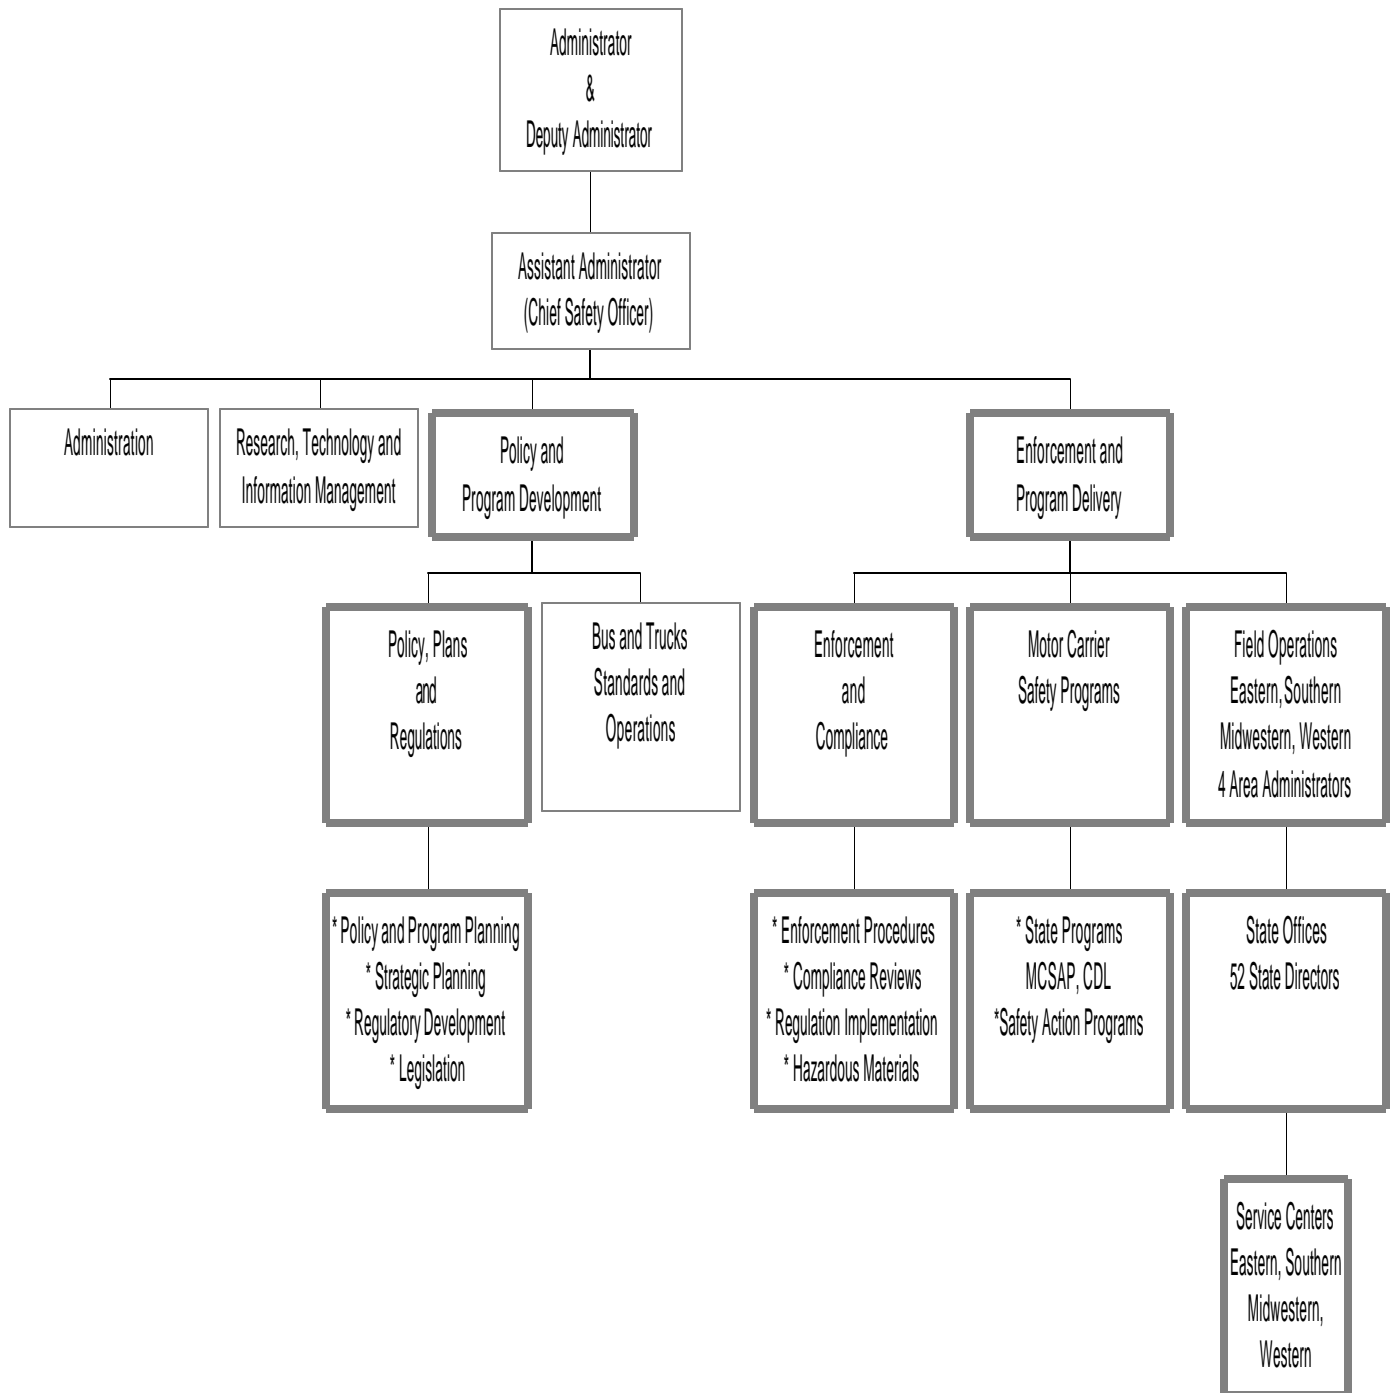 Administrator
&
Deputy Administrator
Assistant Administrator
(Chief Safety Officer)
Administration
Research, Technology and
Information Management
Policy and
Program Development
Enforcement and
Program Delivery
Policy, Plans
and
Regulations
Bus and Trucks
Standards and
Operations
Enforcement
and
Compliance
Motor Carrier
Safety Programs
Field Operations
Eastern, Southern
Midwestern, Western
4 Area Administrators
* Policy and Program Planning
* Strategic Planning
* Regulatory Development
* Legislation
* Enforcement Procedures
* Compliance Reviews
* Regulation Implementation
* Hazardous Materials
* State Programs
MCSAP, CDL
*Safety Action Programs
State Offices
52 State Directors
Service Centers
Eastern, Southern
Midwestern,
Western